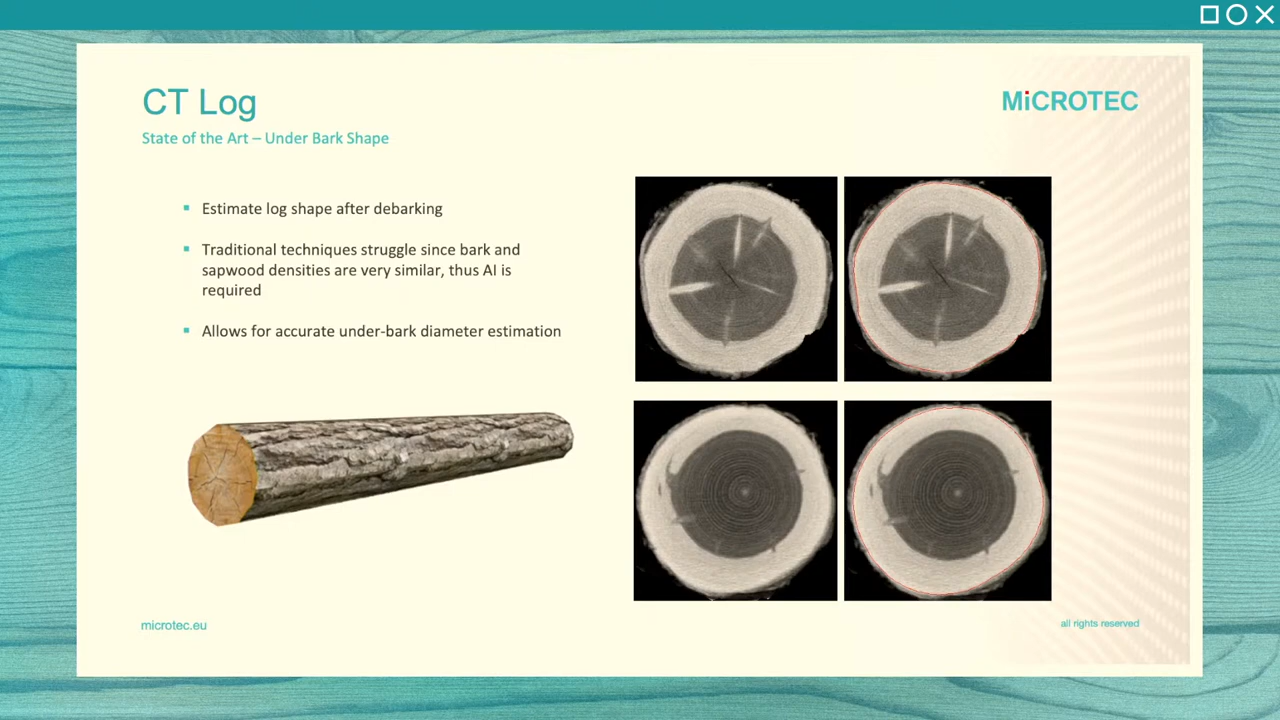 CT Log
MiCROTEC
State of the Art – Under Bark Shape
Estimate log shape after debarking
Traditional techniques struggle since bark and
sapwood densities are very similar, thus AI is
required
Allows for accurate under-bark diameter estimation
microtec.eu
all rights reserved